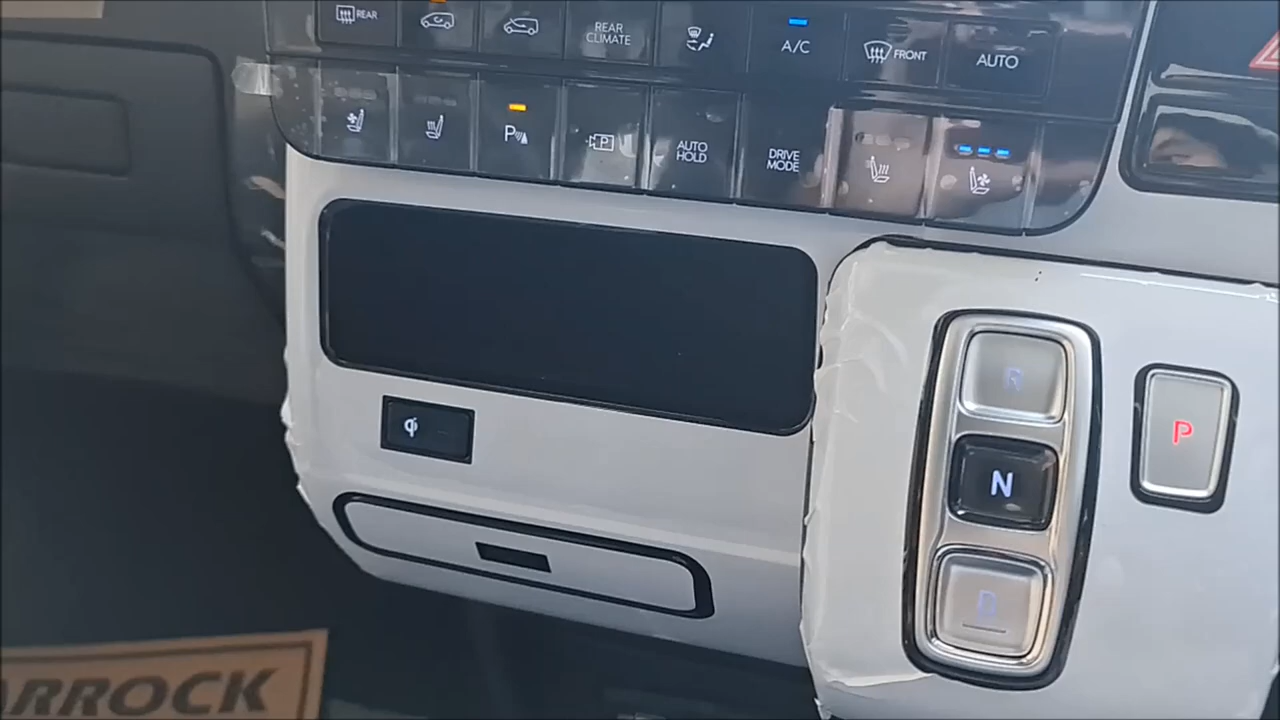 REAR
REAR
CLIMATE
A/C
FRONT
AUTO
P
P
AUTO
HOLD
DRIVE
MODE
R
N
D
P
ARROCK